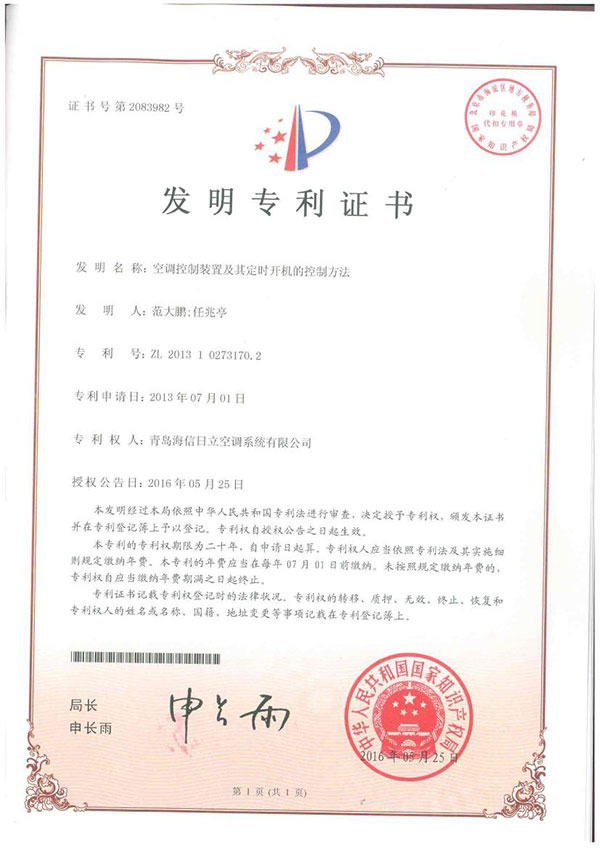 证书号第2083982号
北京市海淀区地方税务局
印花税
代扣专用章
国家知识产权局
发明专利证书
发明名称:空调控制装置及其定时开机的控制方法
发明人:范大鹏;任兆亭
专利号:ZL 2013 1 0273170.2
专利申请日:2013年07月01日
专利权人:青岛海信日立空调系统有限公司
授权公告日:2016年05月25日
本发明经过本局依照中华人民共和国专利法进行审查,决定授予专利权,颁发本证书
并在专利登记簿上予以登记。专利权自授权公告之日起生效。
本专利的专利权期限为二十年,自申请日起算。专利权人应当依照专利法及其实施细
则规定缴纳年费。本专利的年费应当在每年07月01日前缴纳。未按照规定缴纳年费的,
专利权自应当缴纳年费期满之日起终止。
专利证书记载专利权登记时的法律状况。专利权的转移、质押、无效、终止、恢复和
专利权人的姓名或名称、国籍、地址变更等事项记载在专利登记簿上。
局长
申长雨
申长雨
中华人民共和国国家知识产权局
2016年05月25日
第1页(共1页)